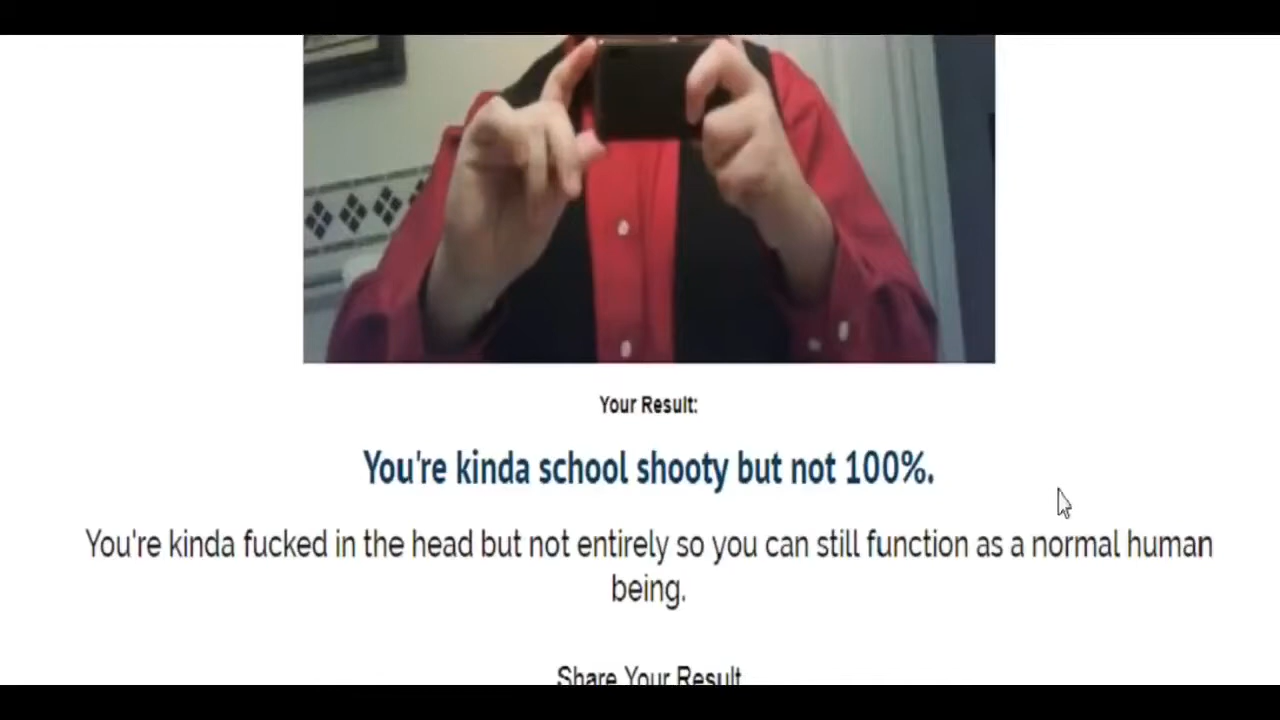 Your Result:
You're kinda school shooty but not 100%.
You're kinda fucked in the head but not entirely so you can still function as a normal human
being.
Share Your Result